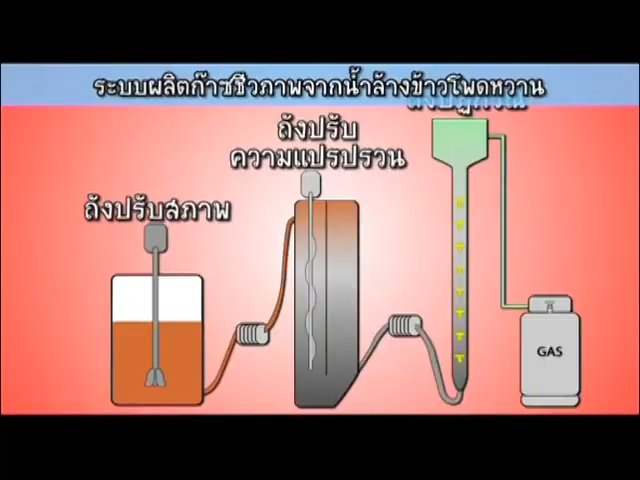 ระบบผลิตก๊าซชีวภาพจากน้ำล้างข้าวโพดหวาน
ถังปรับ
ความแปรปรวน
ถังปรับสภาพ
GAS